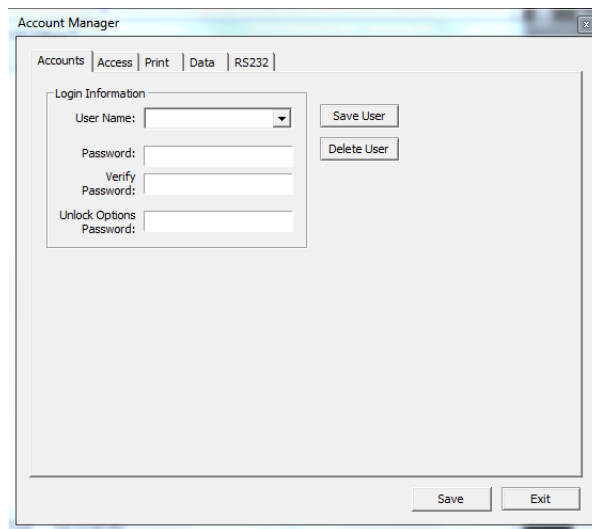 Account Manager
x
Accounts Access Print Data RS232
Login Information
User Name:
Save User
Password:
Delete User
Verify
Password:
Unlock Options
Password:
Save Exit